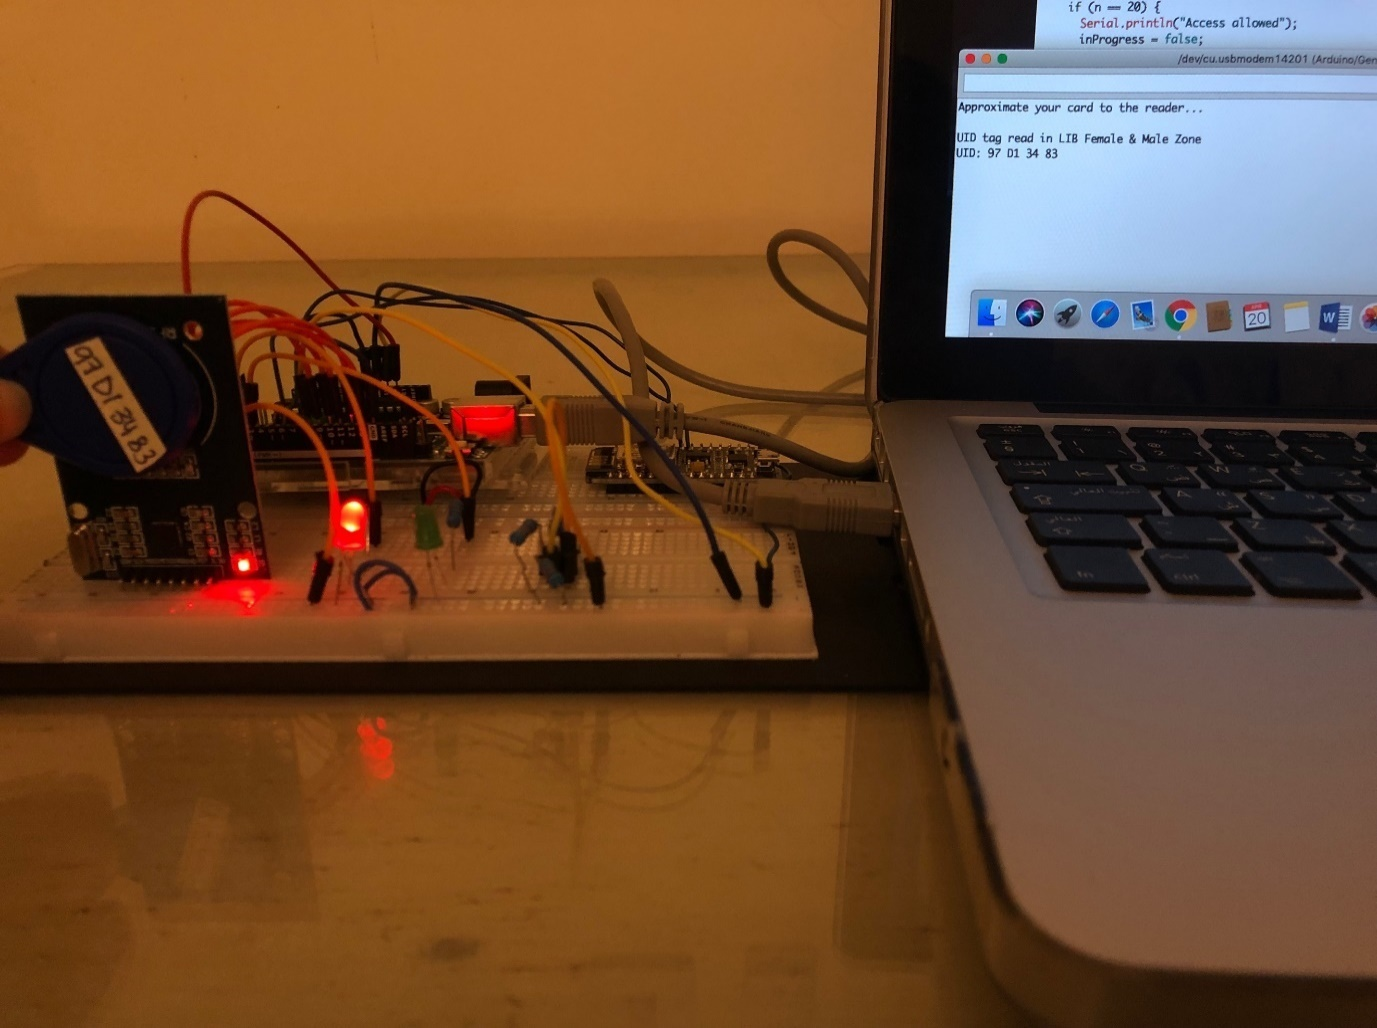 if (n == 20) {
Serial.println("Access allowed");
inProgress = false;
/dev/cu.usbmodem14201 (Arduino/Gen
Approximate your card to the reader...
UID tag read in LIB Female & Male Zone
UID: 97 D1 34 83
20
W
97 D1 34 83
Q
W
A
S
D
Z
fn